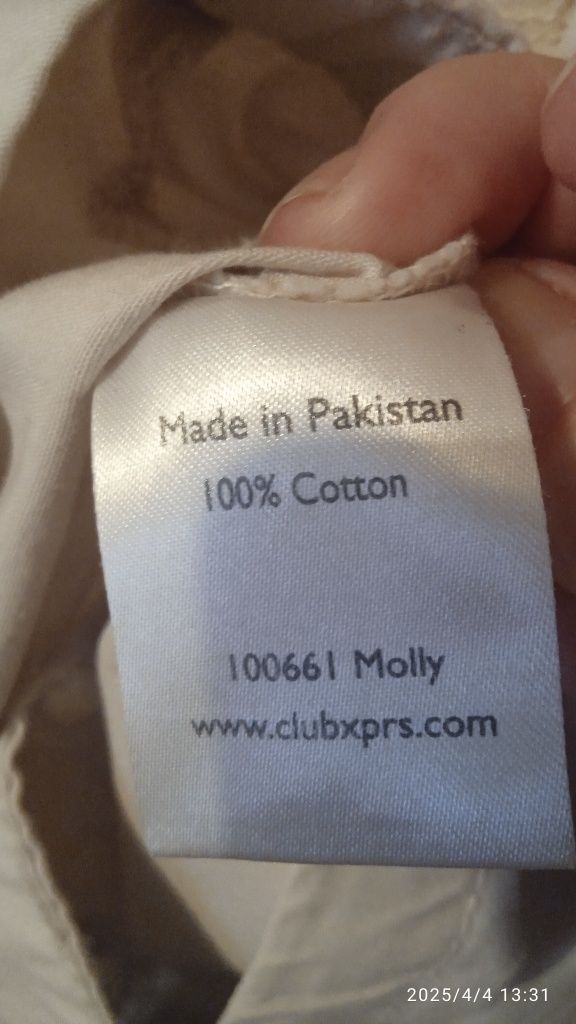 Made in Pakistan
100% Cotton
100661 Molly
www.clubxprs.com
2025/4/4 13:31